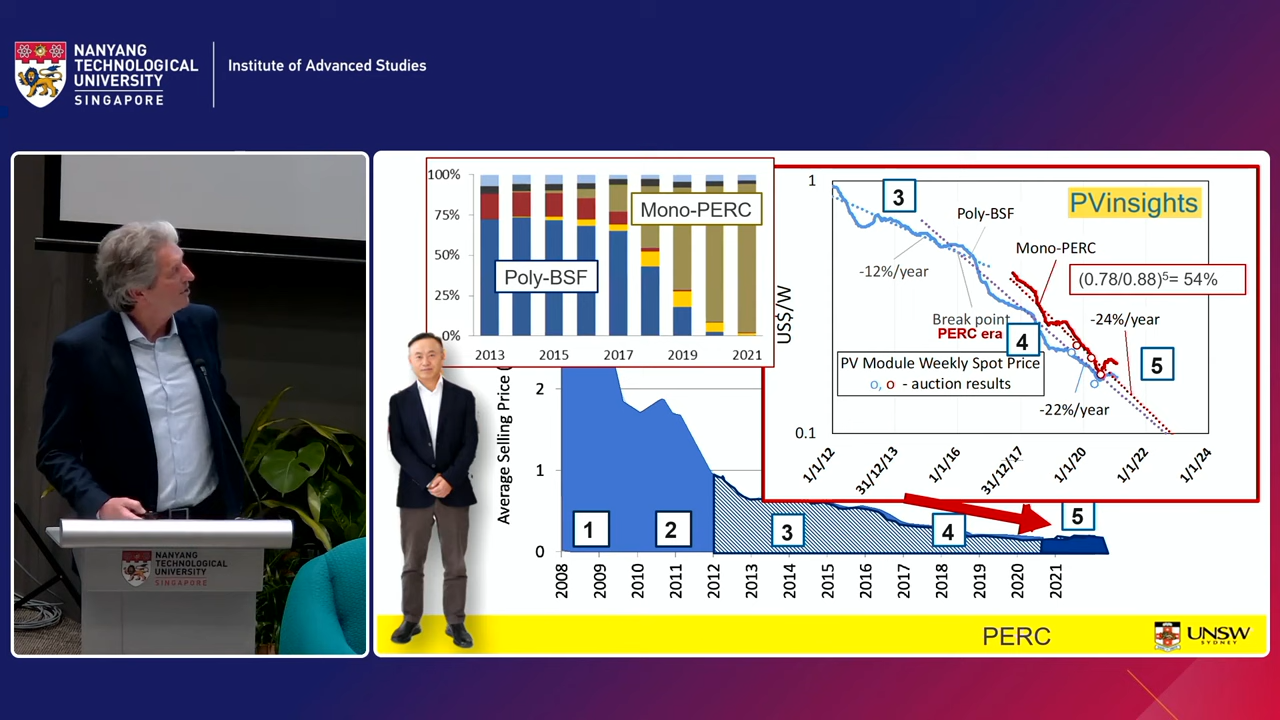 NANYANG
TECHNOLOGICAL
UNIVERSITY
SINGAPORE
Institute of Advanced Studies
NANYANG
TECHNOLOGICAL
UNIVERSITY
SINGAPORE
100%
75%
50%
25%
0%
Mono-PERC
Poly-BSF
2013
2015
2017
2019
2021
1
US$/W
0.1
3
Poly-BSF
PVinsights
Mono-PERC
(0.78/0.88)⁵= 54%
-12%/year
Break point
PERC era
4
-24%/year
5
PV Module Weekly Spot Price
o, o - auction results
-22%/year
1/1/12
31/12/13
1/1/16
31/12/17
1/1/20
1/1/22
1/1/24
Average Selling Price (
2
1
0
1
2
3
4
5
2008
2009
2010
2011
2012
2013
2014
2015
2016
2017
2018
2019
2020
2021
PERC
UNSW
SYDNEY